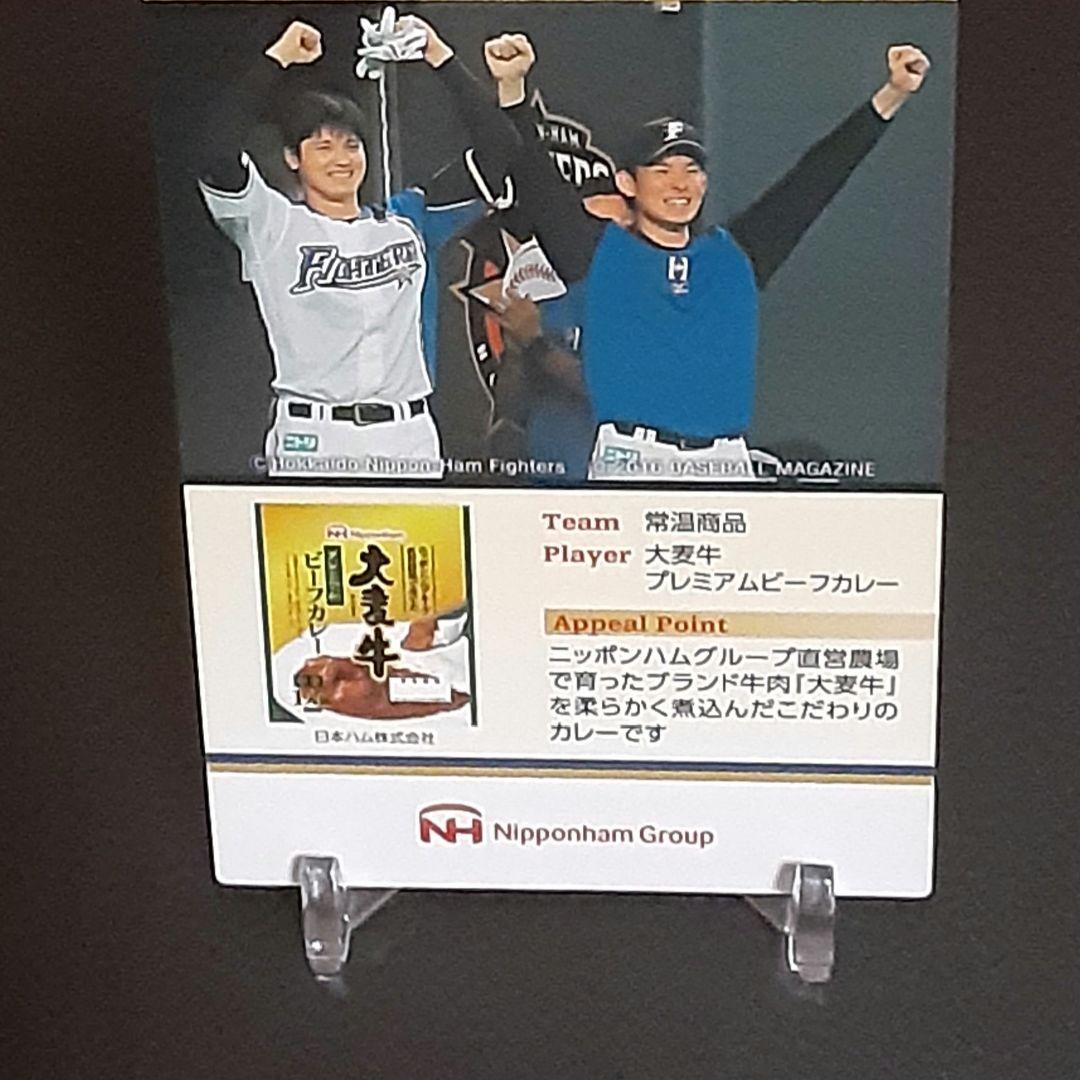 FIGHTERS
F
H
ニトリ
© Hokkaido Nippon-Ham Fighters © 2016 BASEBALL MAGAZINE
NH Nipponham
大麦牛
ビーフカレー
日本ハム株式会社
Team 常温商品
Player 大麦牛
プレミアムビーフカレー
Appeal Point
ニッポンハムグループ直営農場
で育ったブランド牛肉「大麦牛」
を柔らかく煮込んだこだわりの
カレーです
NH Nipponham Group